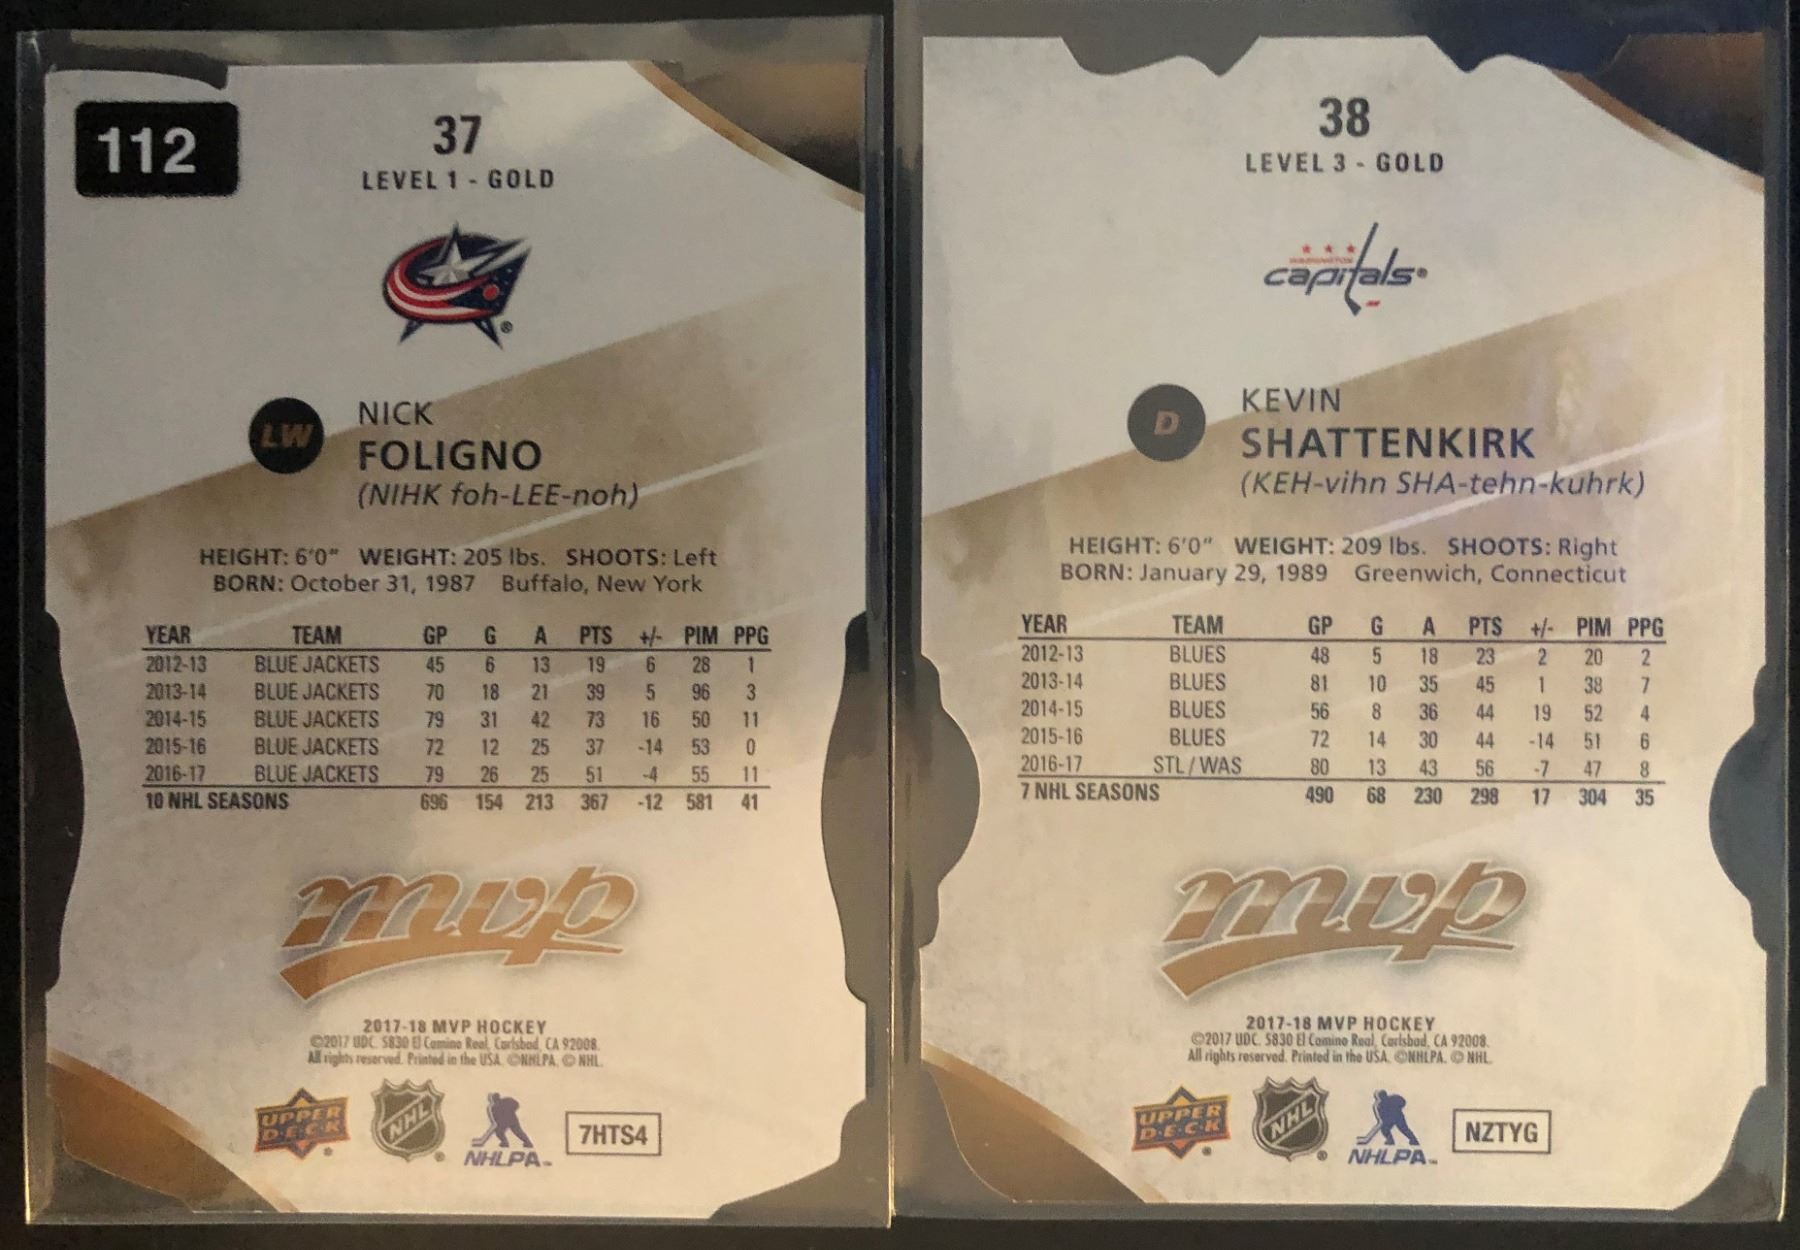 112
37
LEVEL 1 - GOLD
LW
NICK
FOLIGNO
(NIHK foh-LEE-noh)
HEIGHT: 6'0" WEIGHT: 205 lbs. SHOOTS: Left
BORN: October 31, 1987 Buffalo, New York
YEAR TEAM GP G A PTS +/- PIM PPG
2012-13 BLUE JACKETS 45 6 13 19 6 28 1
2013-14 BLUE JACKETS 70 18 21 39 5 96 3
2014-15 BLUE JACKETS 79 31 42 73 16 50 11
2015-16 BLUE JACKETS 72 12 25 37 -14 53 0
2016-17 BLUE JACKETS 79 26 25 51 -4 55 11
10 NHL SEASONS 696 154 213 367 -12 581 41
mvp
2017-18 MVP HOCKEY
©2017 UDC. 5830 El Camino Real, Carlsbad, CA 92008.
All rights reserved. Printed in the USA. ©NHLPA. © NHL.
UPPER DECK NHL NHLPA 7HTS4
38
LEVEL 3 - GOLD
WASHINGTON
capitals
D
KEVIN
SHATTENKIRK
(KEH-vihn SHA-tehn-kuhrk)
HEIGHT: 6'0" WEIGHT: 209 lbs. SHOOTS: Right
BORN: January 29, 1989 Greenwich, Connecticut
YEAR TEAM GP G A PTS +/- PIM PPG
2012-13 BLUES 48 5 18 23 2 20 2
2013-14 BLUES 81 10 35 45 1 38 7
2014-15 BLUES 56 8 36 44 19 52 4
2015-16 BLUES 72 14 30 44 -14 51 6
2016-17 STL / WAS 80 13 43 56 -7 47 8
7 NHL SEASONS 490 68 230 298 17 304 35
mvp
2017-18 MVP HOCKEY
©2017 UDC. 5830 El Camino Real, Carlsbad, CA 92008.
All rights reserved. Printed in the USA. ©NHLPA. © NHL.
UPPER DECK NHL NHLPA NZTYG